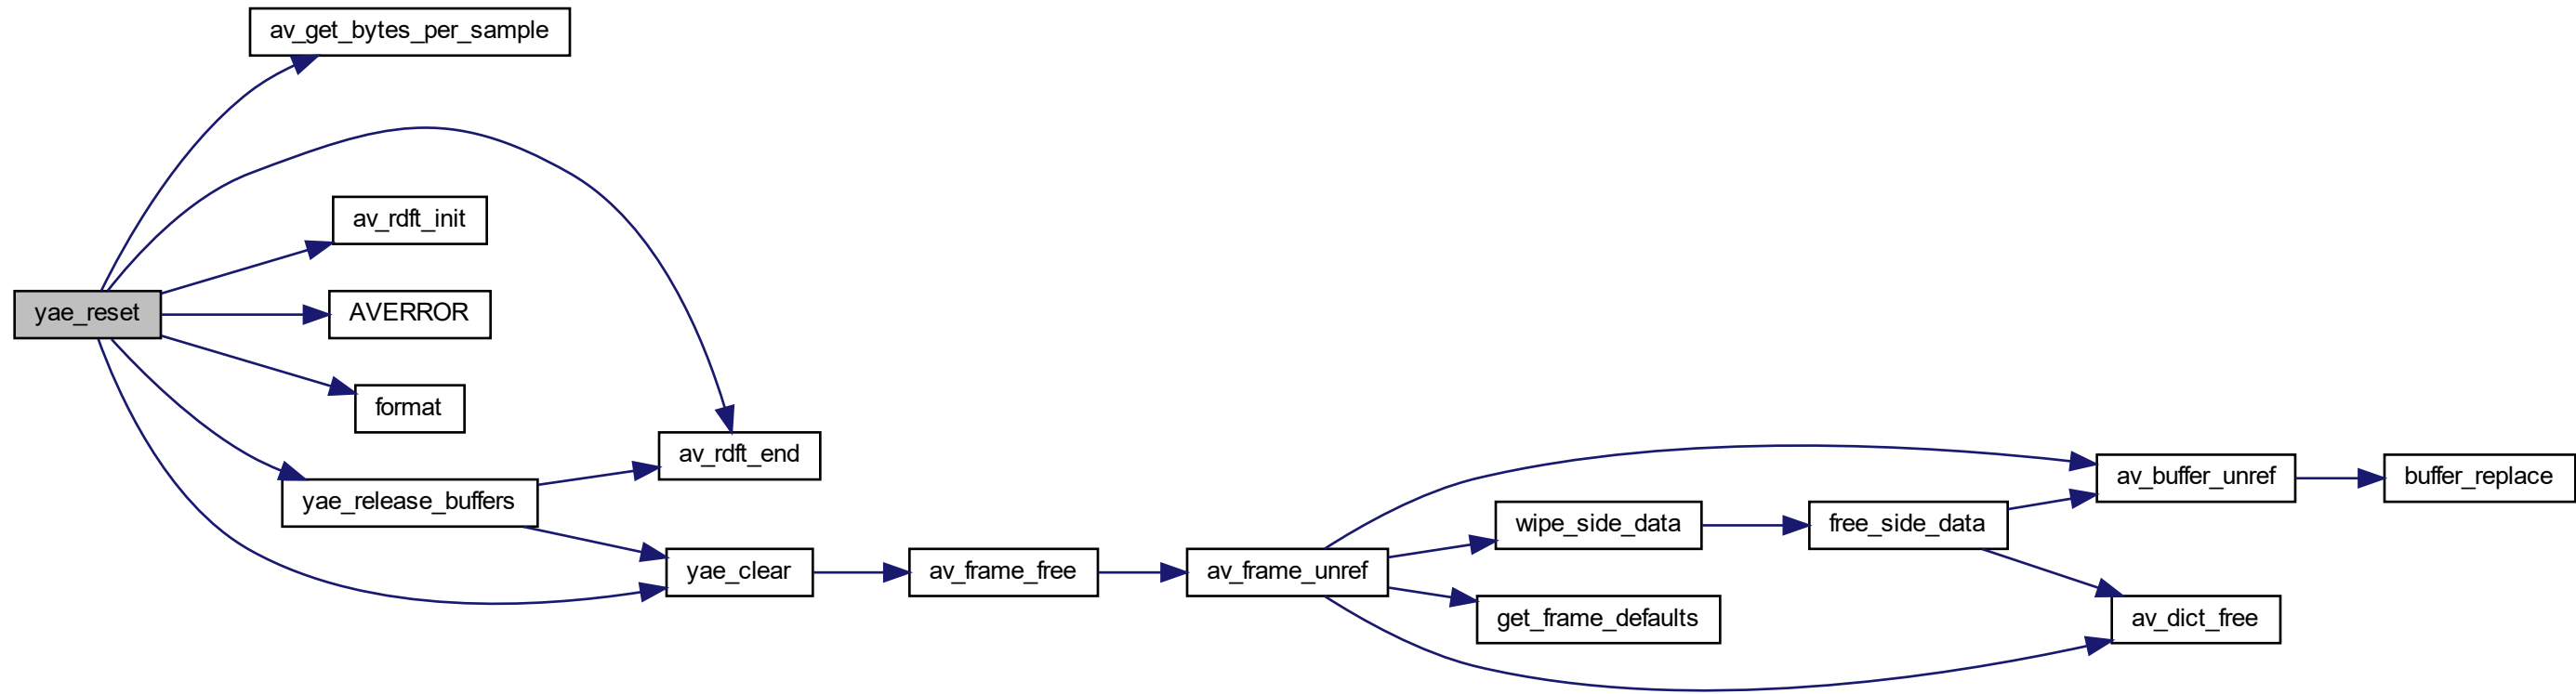 av_get_bytes_per_sample
av_rdft_init
yae_reset
AVERROR
format
av_rdft_end
yae_release_buffers
av_buffer_unref
buffer_replace
wipe_side_data
free_side_data
yae_clear
av_frame_free
av_frame_unref
get_frame_defaults
av_dict_free